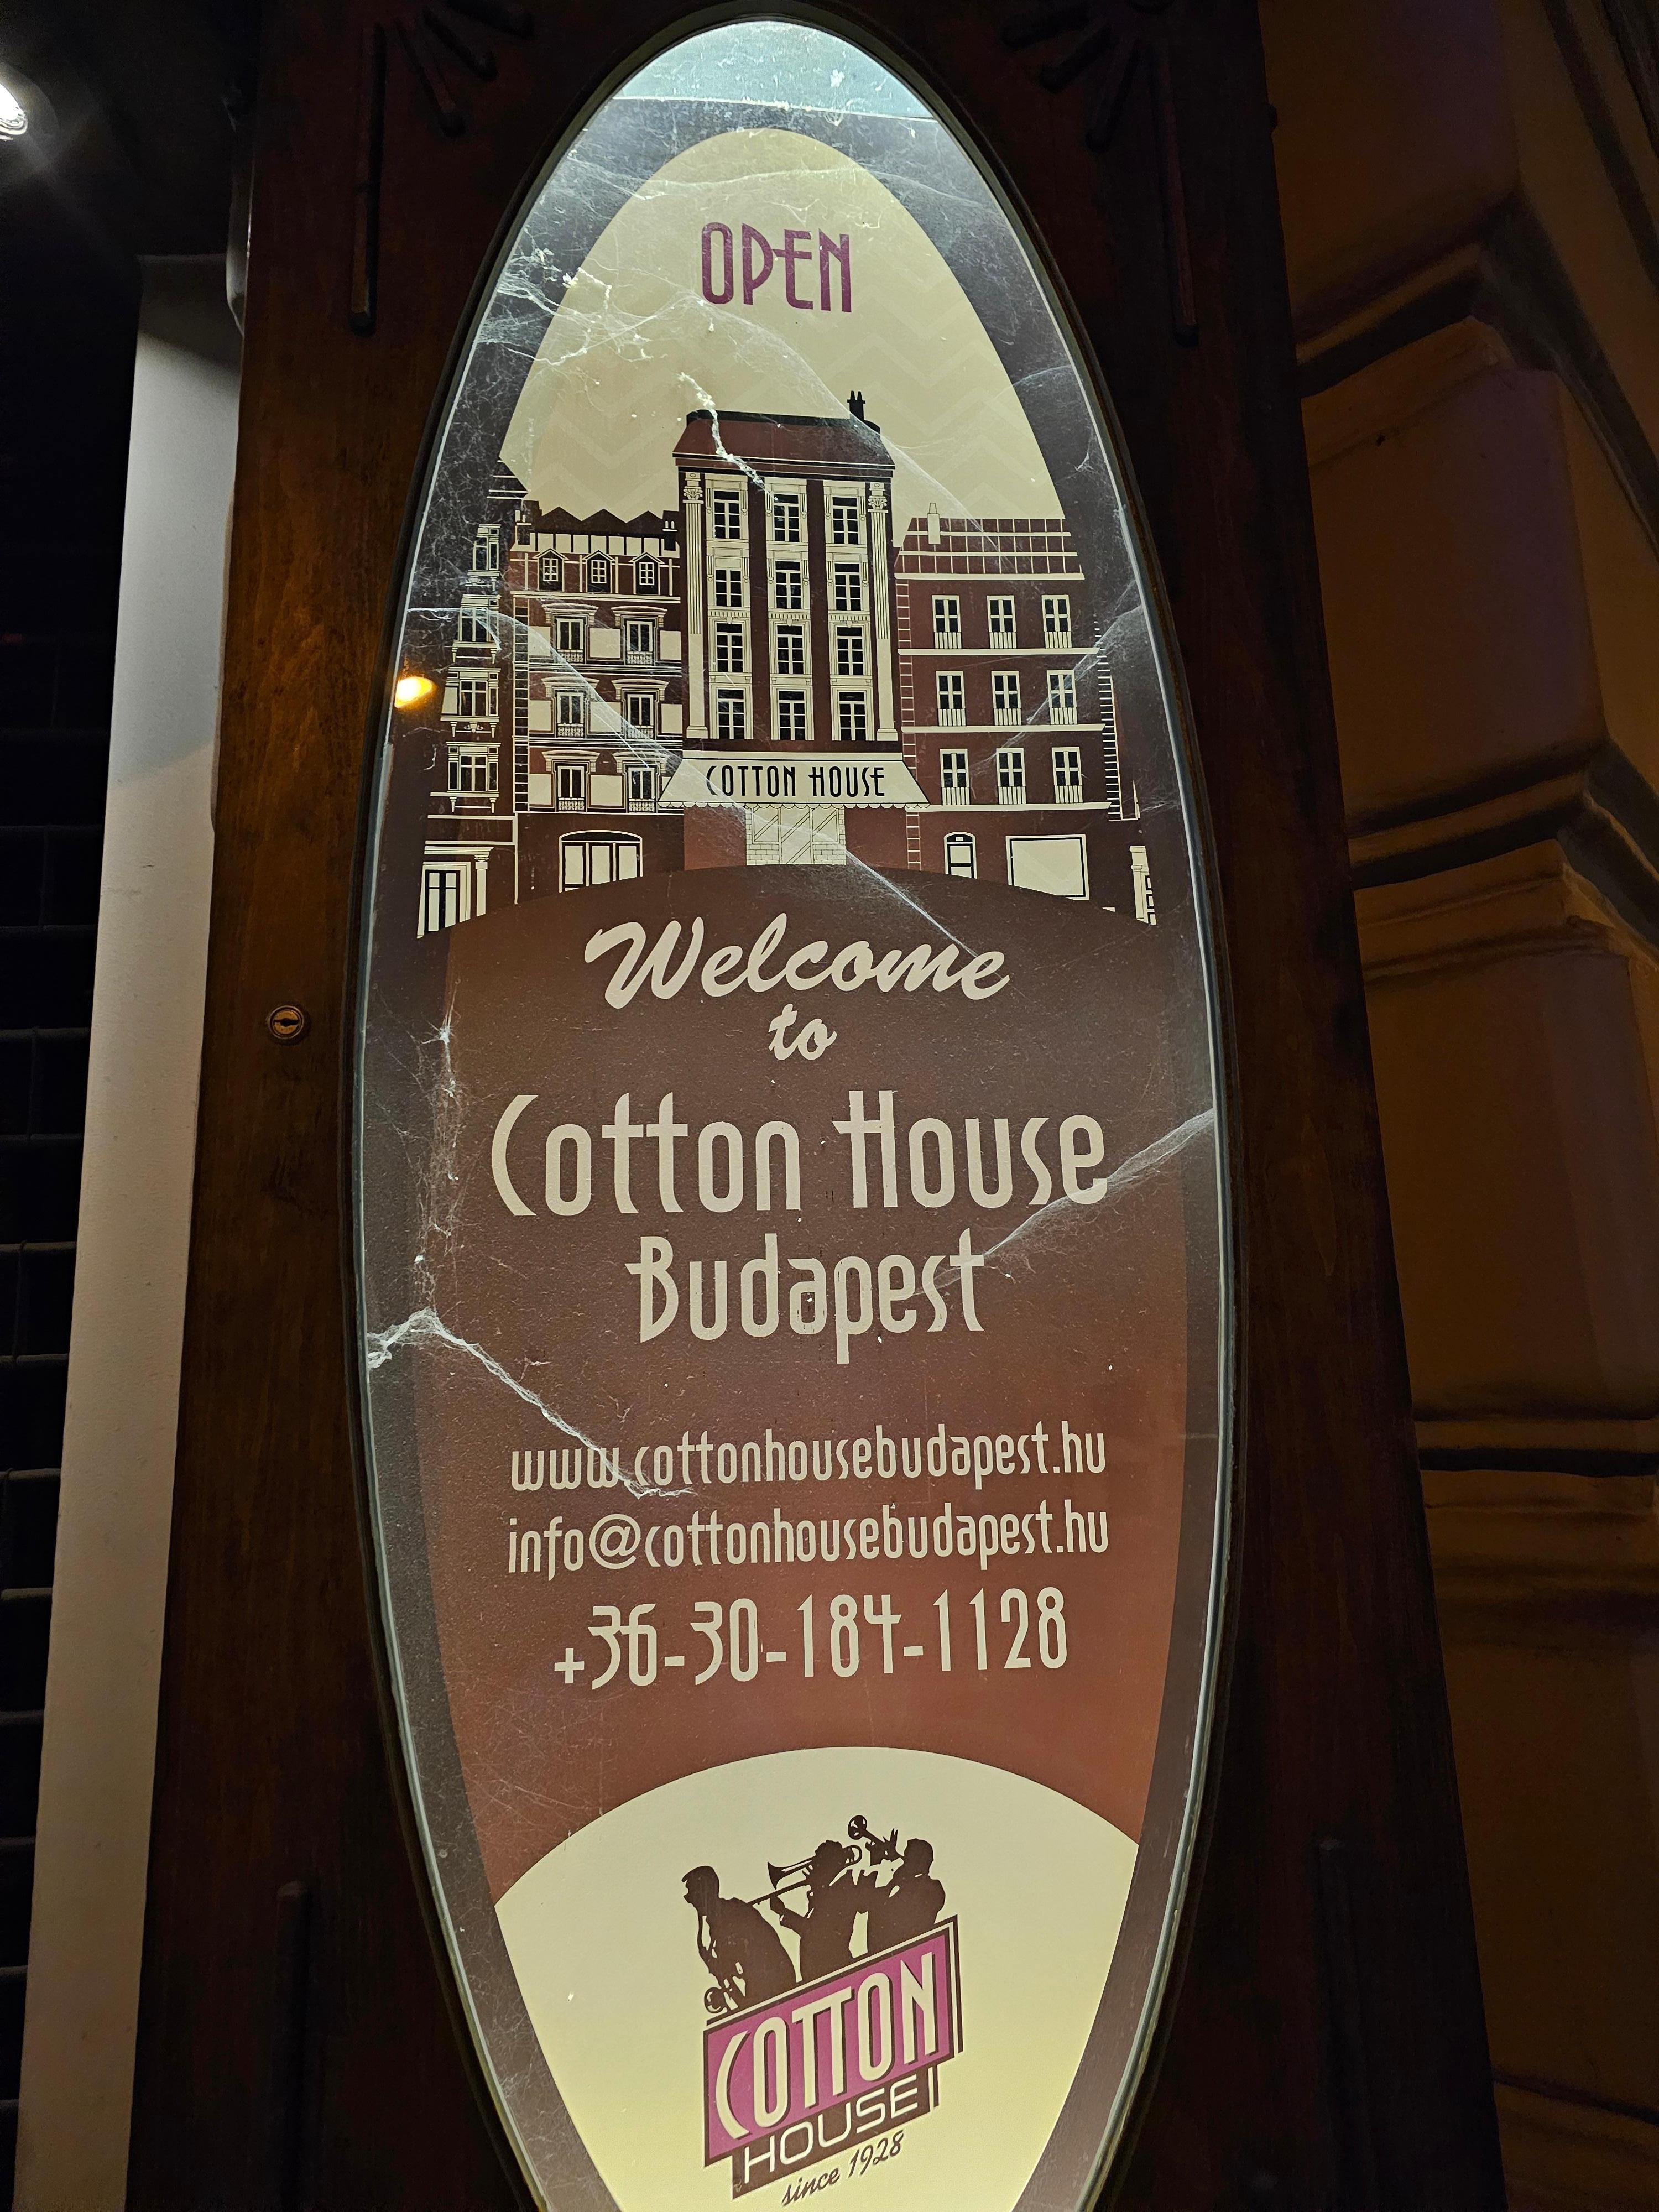 OPEN
COTTON HOUSE
Welcome
to
Cotton House
Budapest
www.cottonhousebudapest.hu
info@cottonhousebudapest.hu
+36-30-184-1128
COTTON
HOUSE
since 1928